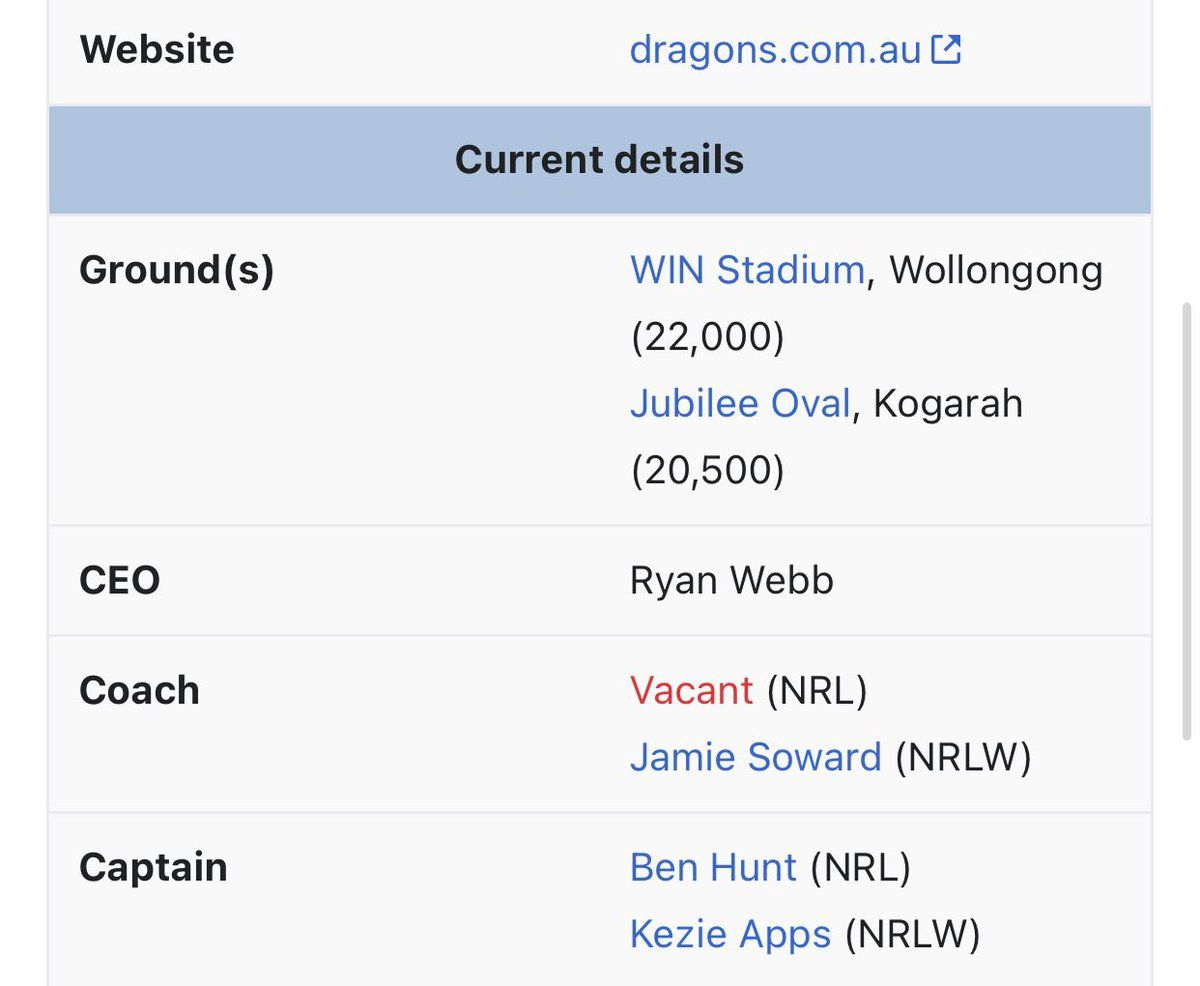 Website dragons.com.au
Current details
Ground(s) WIN Stadium, Wollongong
(22,000)
Jubilee Oval, Kogarah
(20,500)
CEO Ryan Webb
Coach Vacant (NRL)
Jamie Soward (NRLW)
Captain Ben Hunt (NRL)
Kezie Apps (NRLW)